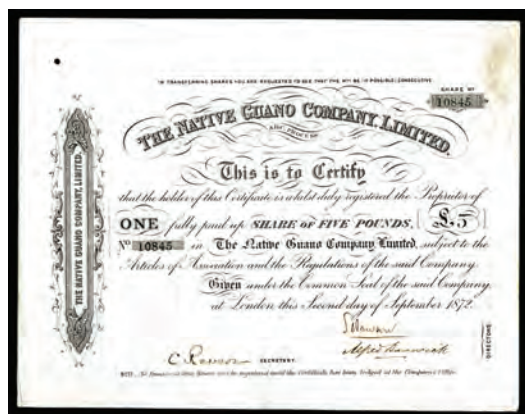 IN TRANSFERRING SHARES YOU ARE REQUESTED TO SEE THAT THE Nos BE IF POSSIBLE CONSECUTIVE
SHARE No
10845
THE NATIVE GUANO COMPANY, LIMITED.
ABC PROCESS
This is to Certify
that the holder of this Certificate is whilst duly registered the Proprietor of
ONE fully paid up SHARE OF FIVE POUNDS, £5
No 10845 in The Native Guano Company Limited, subject to the
Articles of Association and the Regulations of the said Company.
Given under the Common Seal of the said Company,
at London this Second day of September 1872.
C Rawson SECRETARY.
DIRECTORS.
THE NATIVE GUANO COMPANY, LIMITED.